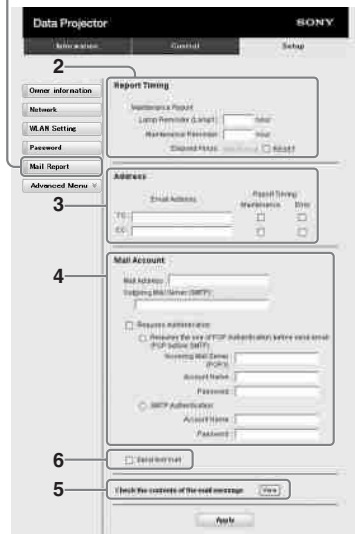 Data Projector SONY
Information Control Setup
2
Report Timing
Owner information
Network
WLAN Setting
Password
Mail Report
Advanced Menu
Maintenance Report
Lamp Reminder (Lamp1) hour
Maintenance Reminder hour
Elapsed Hours Reset
3
Address
Email Address Report Timing
Maintenance Error
TO:
CC:
4
Mail Account
Mail Address
Outgoing Mail Server (SMTP)
Requires Authentication
Requires the use of POP Authentication before send email
(POP before SMTP)
Incoming Mail Server
(POP3)
Account Name
Password
SMTP Authentication
Account Name
Password
6
Send test mail
5
Check the contents of the mail message View
Apply